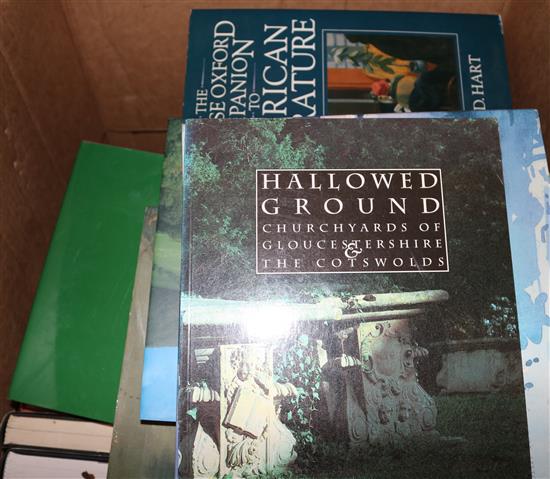 THE
SE OXFORD
PANION
TO
RICAN
RATURE
D. HART
HALLOWED
GROUND
CHURCHYARDS OF
GLOUCESTERSHIRE
&
THE COTSWOLDS